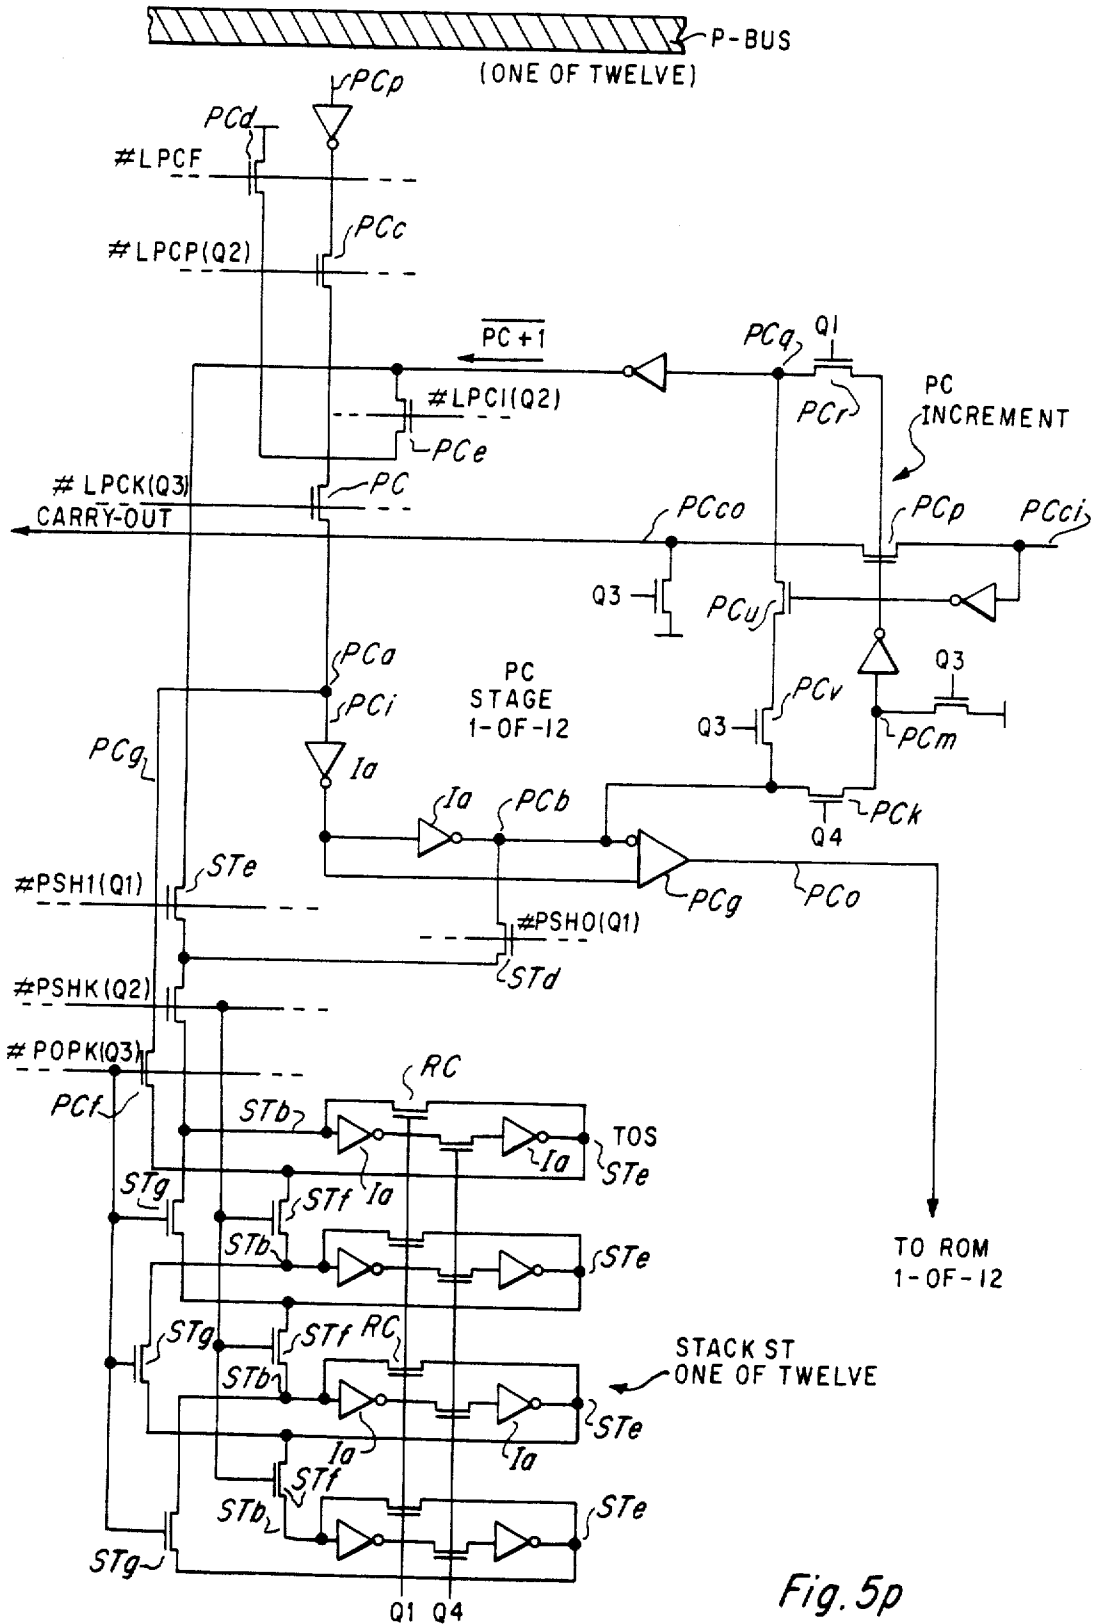 P-BUS
(ONE OF TWELVE)
PCp
PCd
#LPCF
PCc
#LPCP(Q2)
PC+1
PCq
Q1
PCr
PC
INCREMENT
#LPCI(Q2)
PCe
#LPCK(Q3)
PC
CARRY-OUT
PCco
PCp
PCci
Q3
PCu
PCa
PCi
PC
STAGE
1-OF-12
PCv
Q3
Q3
PCm
PCg
Ia
Ia
PCb
PCk
Q4
STe
#PSH1(Q1)
PCg
PCo
#PSHO(Q1)
STd
#PSHK(Q2)
#POPK(Q3)
PCf
RC
STb
TOS
Ia
Ia
STe
STg
STf
STb
STe
TO ROM
1-OF-12
STg
STf
RC
STb
STACK ST
ONE OF TWELVE
STe
Ia
Ia
STf
STb
STe
STg
Q1
Q4
Fig. 5p